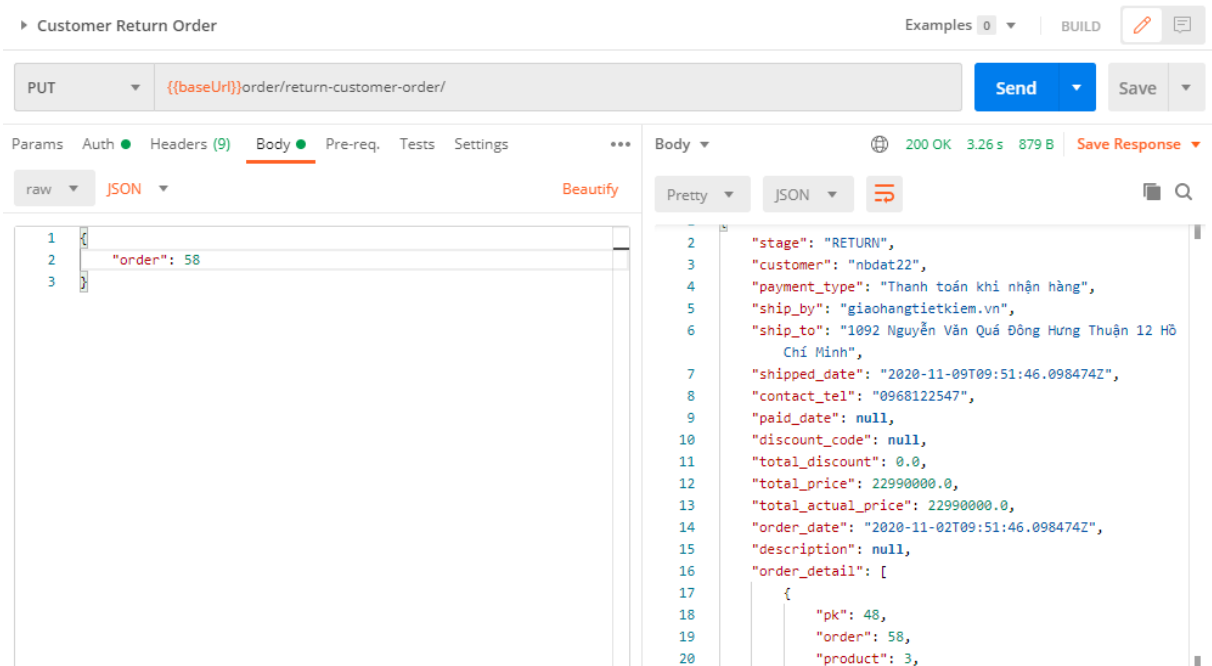 Customer Return Order
Examples 0
BUILD
PUT
{{baseUrl}}order/return-customer-order/
Send
Save
Params Auth Headers (9) Body Pre-req. Tests Settings
raw JSON Beautify
1 {
2 "order": 58
3 }
Body 200 OK 3.26 s 879 B Save Response
Pretty JSON
2 "stage": "RETURN",
3 "customer": "nbdat22",
4 "payment_type": "Thanh toán khi nhận hàng",
5 "ship_by": "giaohangtietkiem.vn",
6 "ship_to": "1092 Nguyễn Văn Quá Đông Hưng Thuận 12 Hồ
Chí Minh",
7 "shipped_date": "2020-11-09T09:51:46.098474Z",
8 "contact_tel": "0968122547",
9 "paid_date": null,
10 "discount_code": null,
11 "total_discount": 0.0,
12 "total_price": 22990000.0,
13 "total_actual_price": 22990000.0,
14 "order_date": "2020-11-02T09:51:46.098474Z",
15 "description": null,
16 "order_detail": [
17 {
18 "pk": 48,
19 "order": 58,
20 "product": 3,